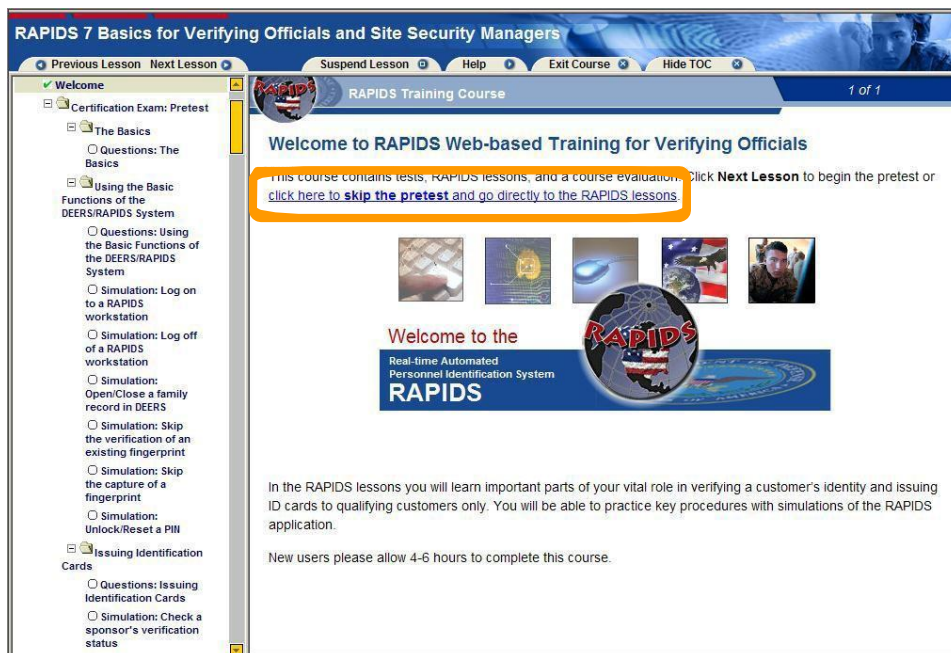 RAPIDS 7 Basics for Verifying Officials and Site Security Managers
Previous Lesson Next Lesson Suspend Lesson Help Exit Course Hide TOC
Welcome
Certification Exam: Pretest
The Basics
Questions: The
Basics
Using the Basic
Functions of the
DEERS/RAPIDS System
Questions: Using
the Basic Functions of
the DEERS/RAPIDS
System
Simulation: Log on
to a RAPIDS
workstation
Simulation: Log off
of a RAPIDS
workstation
Simulation:
Open/Close a family
record in DEERS
Simulation: Skip
the verification of an
existing fingerprint
Simulation: Skip
the capture of a
fingerprint
Simulation:
Unlock/Reset a PIN
Issuing Identification
Cards
Questions: Issuing
Identification Cards
Simulation: Check a
sponsor's verification
status
RAPIDS
RAPIDS Training Course
1 of 1
Welcome to RAPIDS Web-based Training for Verifying Officials
This course contains tests, RAPIDS lessons, and a course evaluation. Click Next Lesson to begin the pretest or
click here to skip the pretest and go directly to the RAPIDS lessons.
Welcome to the
RAPIDS
Real-time Automated
Personnel Identification System
RAPIDS
OF AMERICA
In the RAPIDS lessons you will learn important parts of your vital role in verifying a customer's identity and issuing
ID cards to qualifying customers only. You will be able to practice key procedures with simulations of the RAPIDS
application.
New users please allow 4-6 hours to complete this course.